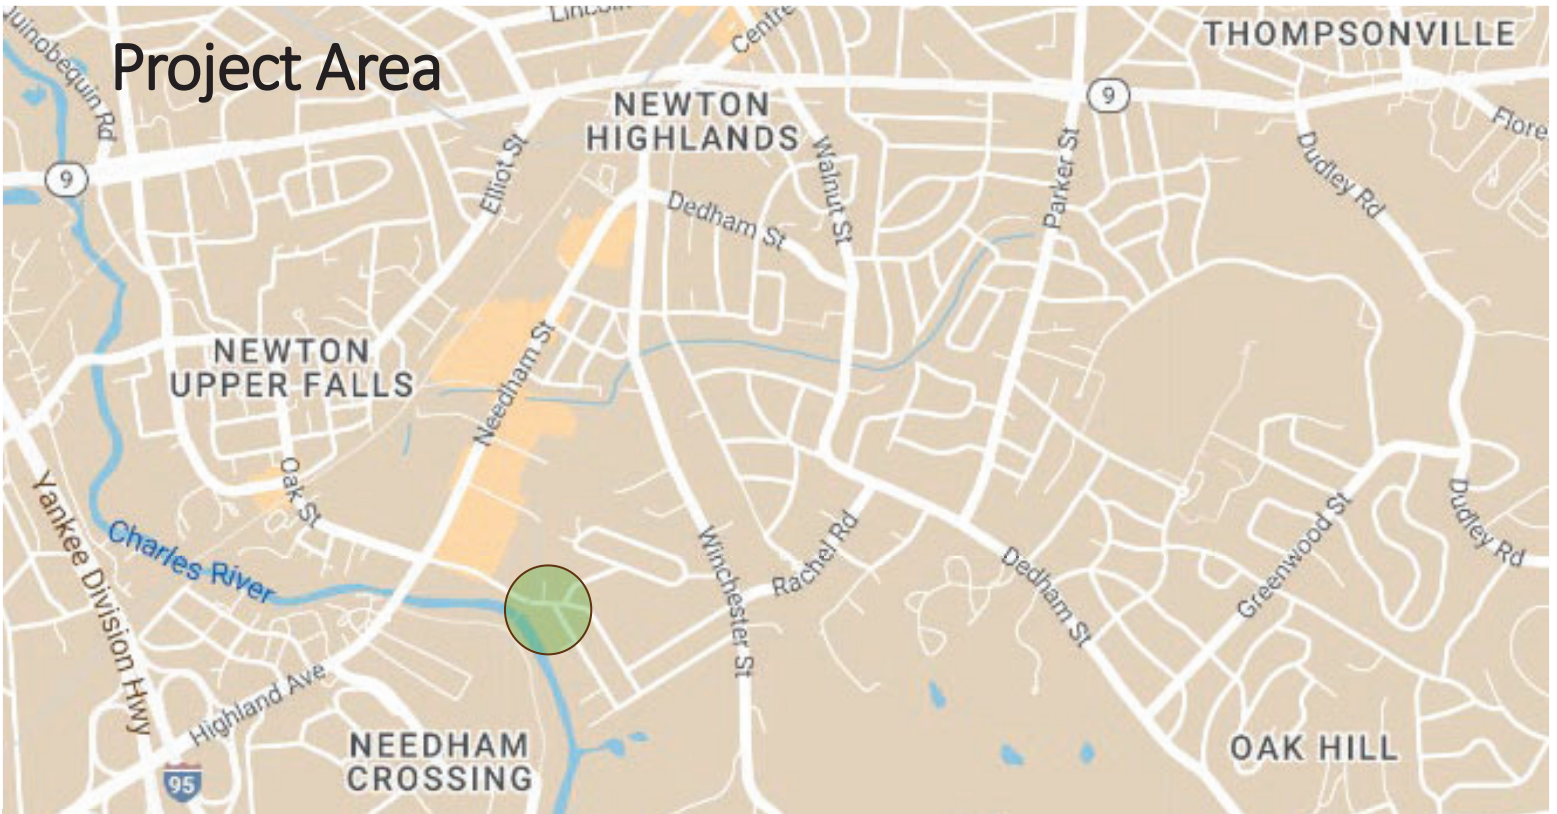 Project Area
THOMPSONVILLE
Centre
9
NEWTON
HIGHLANDS
Walnut St
Parker St
Dudley Rd
9
Elliot St
Dedham St
NEWTON
UPPER FALLS
Needham St
Oak St
Yankee Division Hwy
Charles River
Winchester St
Rachel Rd
Dedham St
Greenwood St
Dudley Rd
Highland Ave
NEEDHAM
CROSSING
95
OAK HILL